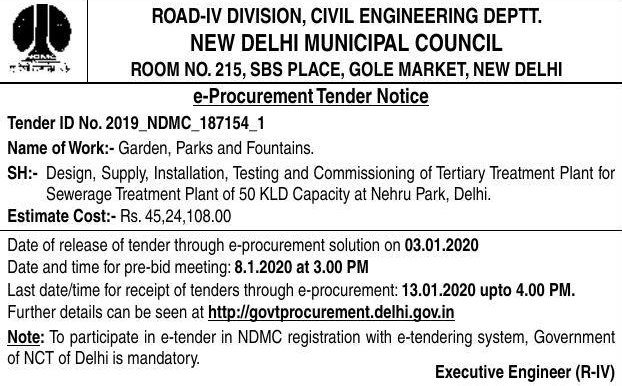 ROAD-IV DIVISION, CIVIL ENGINEERING DEPTT.
NEW DELHI MUNICIPAL COUNCIL
ROOM NO. 215, SBS PLACE, GOLE MARKET, NEW DELHI
NDMC
e-Procurement Tender Notice
Tender ID No. 2019_NDMC_187154_1
Name of Work:- Garden, Parks and Fountains.
SH:- Design, Supply, Installation, Testing and Commissioning of Tertiary Treatment Plant for
Sewerage Treatment Plant of 50 KLD Capacity at Nehru Park, Delhi.
Estimate Cost:- Rs. 45,24,108.00
Date of release of tender through e-procurement solution on 03.01.2020
Date and time for pre-bid meeting: 8.1.2020 at 3.00 PM
Last date/time for receipt of tenders through e-procurement: 13.01.2020 upto 4.00 PM.
Further details can be seen at http://govtprocurement.delhi.gov.in
Note: To participate in e-tender in NDMC registration with e-tendering system, Government
of NCT of Delhi is mandatory.
Executive Engineer (R-IV)